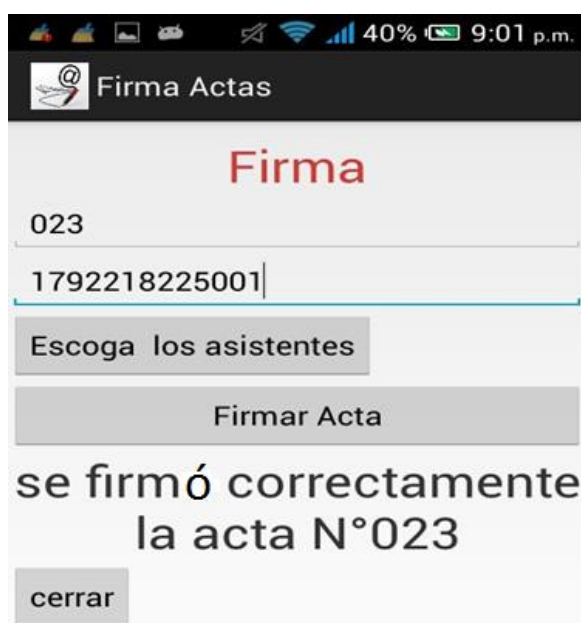 40% 9:01 p.m.
@ Firma Actas
Firma
023
1792218225001
Escoga los asistentes
Firmar Acta
se firmó correctamente
la acta N°023
cerrar